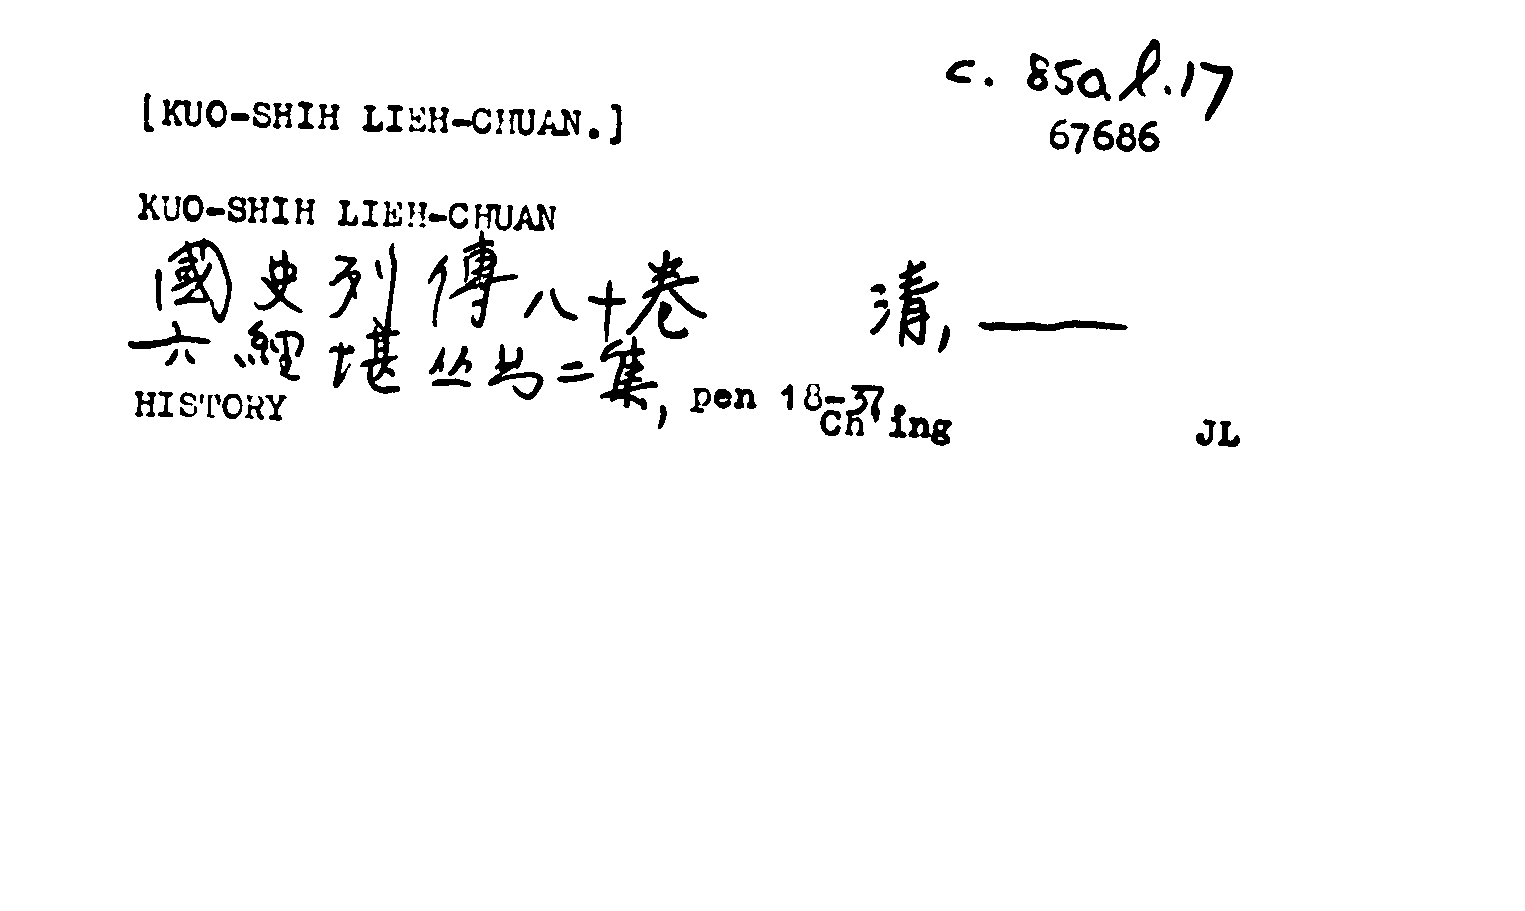 c. 85a l.17
[KUO-SHIH LIEH-CHUAN.]
67686
KUO-SHIH LIEH-CHUAN
國史列傳八十卷 清, ——
六經堪丛书二集, pen 18-37.
HISTORY Ch'ing JL